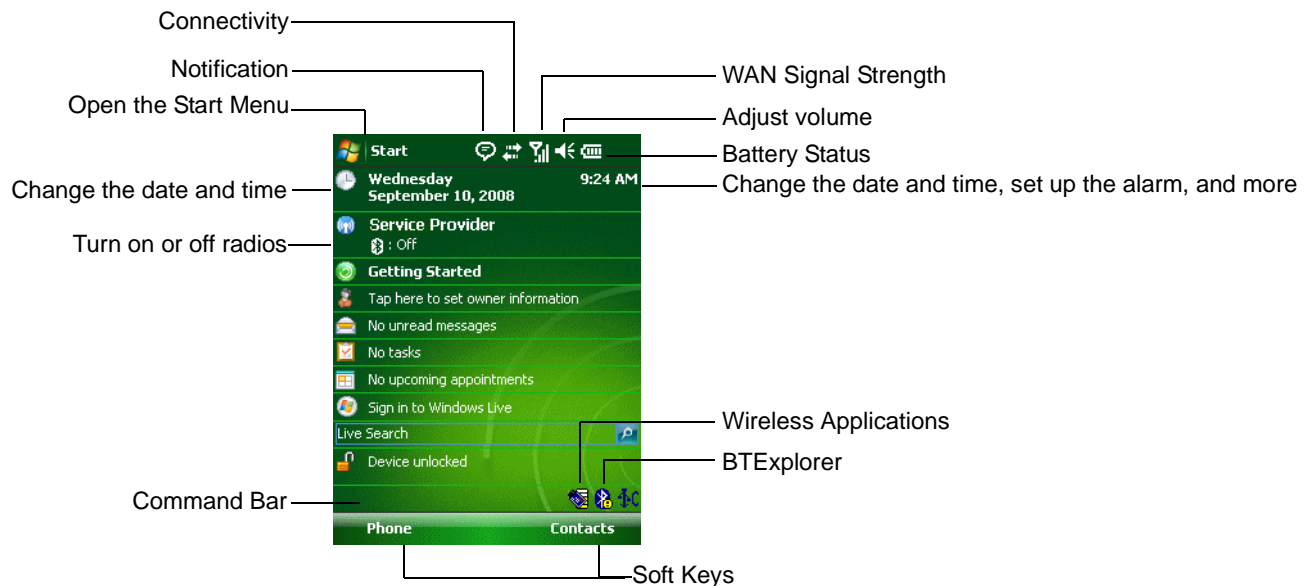 Connectivity
Notification
WAN Signal Strength
Open the Start Menu
Adjust volume
Start
Battery Status
Change the date and time
Wednesday
9:24 AM
September 10, 2008
Change the date and time, set up the alarm, and more
Service Provider
: Off
Turn on or off radios
Getting Started
Tap here to set owner information
No unread messages
No tasks
No upcoming appointments
Sign in to Windows Live
Wireless Applications
Live Search
Device unlocked
BTExplorer
Command Bar
Phone
Contacts
Soft Keys